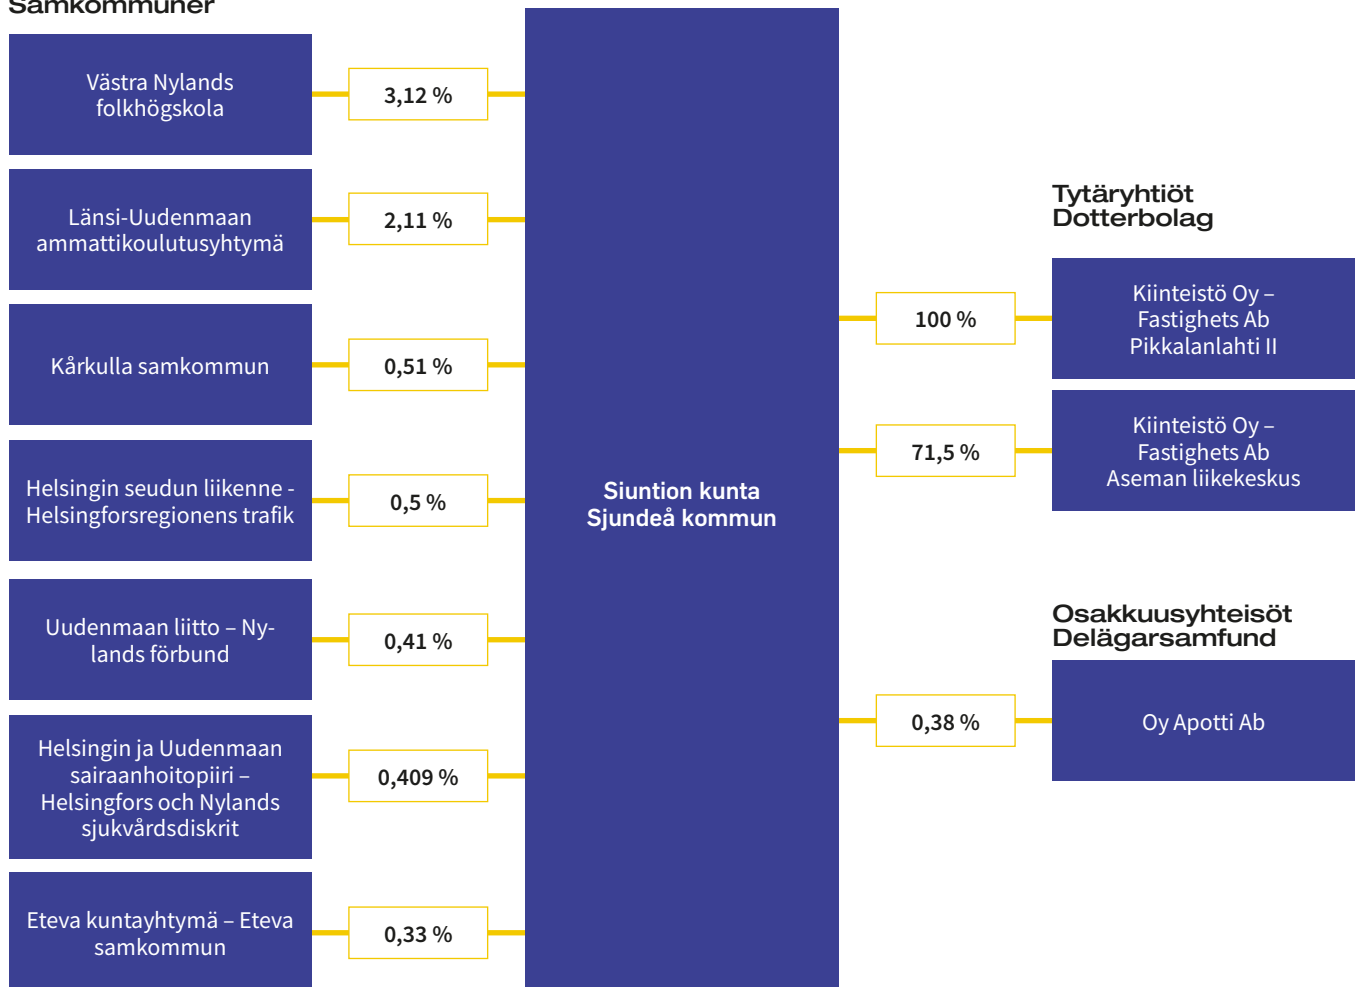 Samkommuner
Västra Nylands
folkhögskola
3,12 %
Länsi-Uudenmaan
ammattikoulutusyhtymä
2,11 %
Kårkulla samkommun
0,51 %
Helsingin seudun liikenne -
Helsingforsregionens trafik
0,5 %
Uudenmaan liitto – Ny-
lands förbund
0,41 %
Helsingin ja Uudenmaan
sairaanhoitopiiri –
Helsingfors och Nylands
sjukvårdsdiskrit
0,409 %
Eteva kuntayhtymä – Eteva
samkommun
0,33 %
Siuntion kunta
Sjundeå kommun
Tytäryhtiöt
Dotterbolag
100 %
Kiinteistö Oy –
Fastighets Ab
Pikkalanlahti II
71,5 %
Kiinteistö Oy –
Fastighets Ab
Aseman liikekeskus
Osakkuusyhteisöt
Delägarsamfund
0,38 %
Oy Apotti Ab